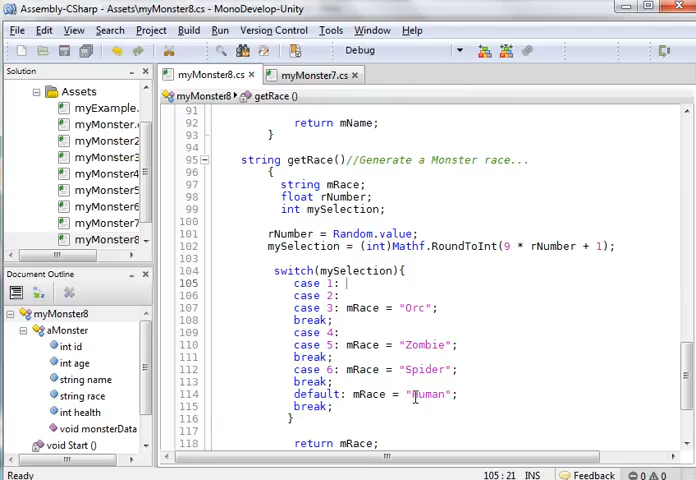 Assembly-CSharp - Assets\myMonster8.cs - MonoDevelop-Unity
File Edit View Search Project Build Run Version Control Tools Window Help
Debug
Solution
Assets
myExample.
myMonster.
myMonster2
myMonster3
myMonster4
myMonster5
myMonster6
myMonster7
myMonster8
Document Outline
myMonster8
aMonster
int id
int age
string name
string race
int health
void monsterData
void Start ()
myMonster8.cs myMonster7.cs
myMonster8 getRace ()
91
92 return mName;
93 }
94
95 string getRace()//Generate a Monster race...
96 {
97 string mRace;
98 float rNumber;
99 int mySelection;
100
101 rNumber = Random.value;
102 mySelection = (int)Mathf.RoundToInt(9 * rNumber + 1);
103
104 switch(mySelection){
105 case 1:
106 case 2:
107 case 3: mRace = "Orc";
108 break;
109 case 4:
110 case 5: mRace = "Zombie";
111 break;
112 case 6: mRace = "Spider";
113 break;
114 default: mRace = "Human";
115 break;
116 }
117
118 return mRace;
105 : 21 INS Feedback 0 0
Ready